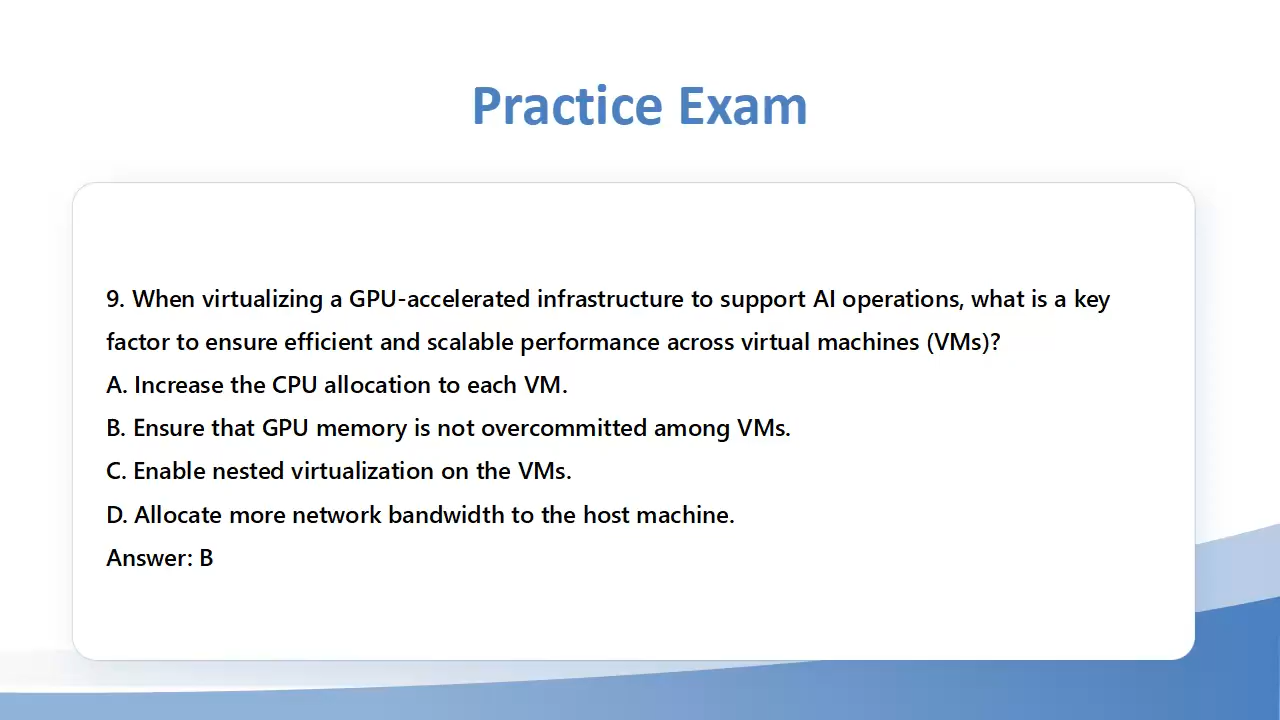 Practice Exam
9. When virtualizing a GPU-accelerated infrastructure to support AI operations, what is a key
factor to ensure efficient and scalable performance across virtual machines (VMs)?
A. Increase the CPU allocation to each VM.
B. Ensure that GPU memory is not overcommitted among VMs.
C. Enable nested virtualization on the VMs.
D. Allocate more network bandwidth to the host machine.
Answer: B